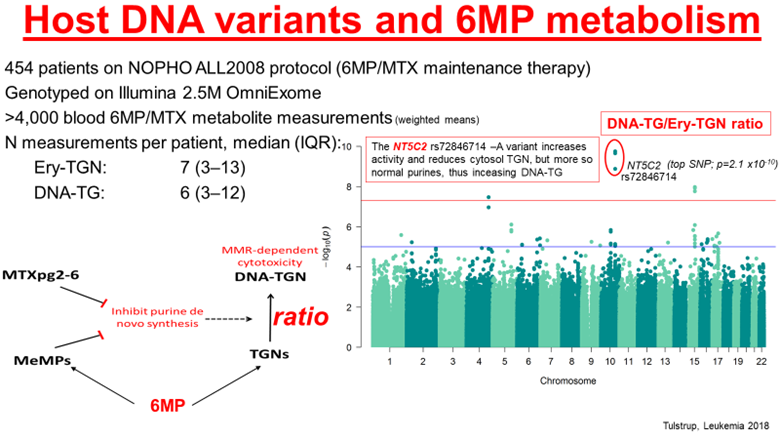 Host DNA variants and 6MP metabolism
454 patients on NOPHO ALL2008 protocol (6MP/MTX maintenance therapy)
Genotyped on Illumina 2.5M OmniExome
>4,000 blood 6MP/MTX metabolite measurements (weighted means)
N measurements per patient, median (IQR):
Ery-TGN: 7 (3–13)
DNA-TG: 6 (3–12)
DNA-TG/Ery-TGN ratio
The NT5C2 rs72846714 –A variant increases
activity and reduces cytosol TGN, but more so
normal purines, thus inceasing DNA-TG
NT5C2 (top SNP; p=2.1 x10-10)
rs72846714
10
8
6
4
2
0
−log10(p)
1 2 3 4 5 6 7 8 9 10 11 12 13 15 17 19 22
Chromosome
MMR-dependent
cytotoxicity
DNA-TGN
MTXpg2-6
Inhibit purine de
novo synthesis
ratio
MeMPs
TGNs
6MP
Tulstrup, Leukemia 2018